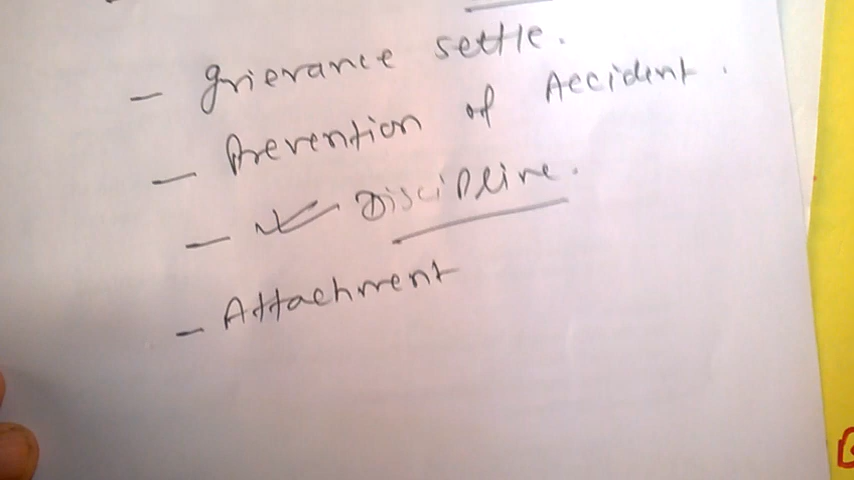 - Grievance settle.
- Prevention of Accident.
- Discipline.
- Attachment